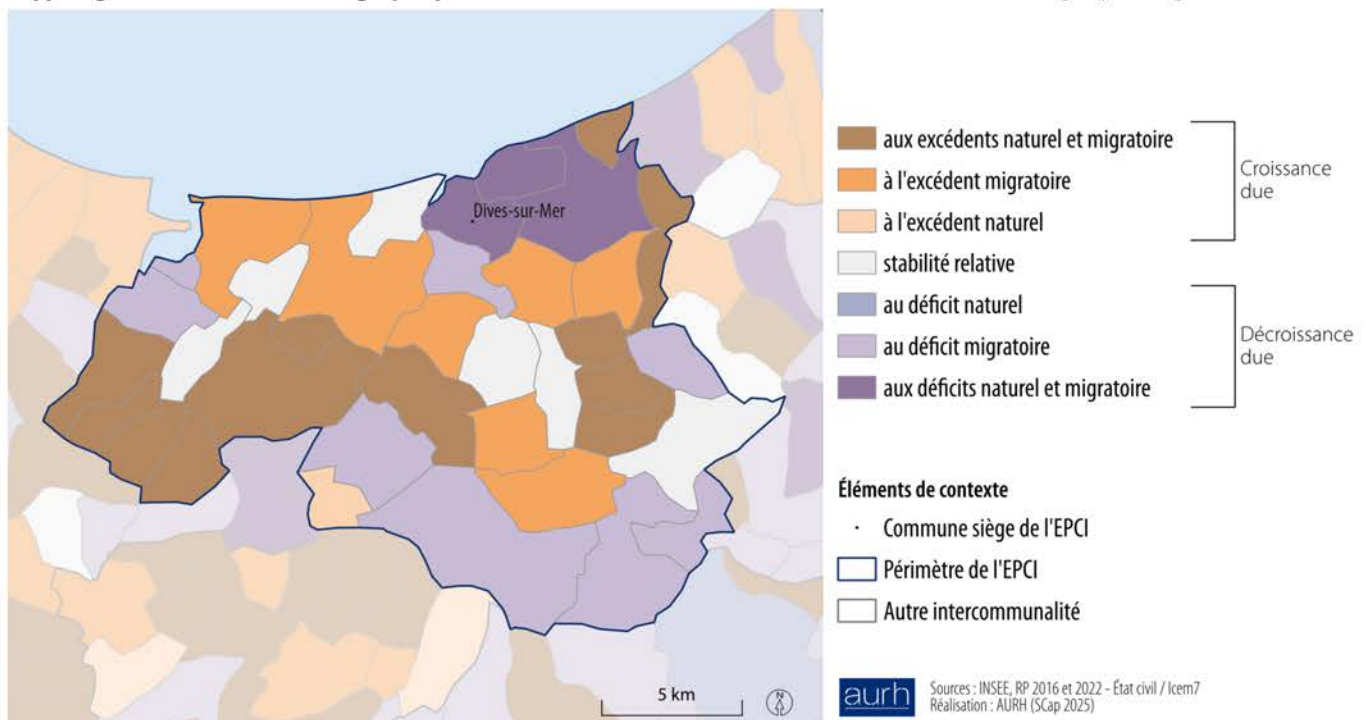 Dives-sur-Mer
5 km
N
aux excédents naturel et migratoire
à l'excédent migratoire
à l'excédent naturel
Croissance
due
stabilité relative
au déficit naturel
au déficit migratoire
aux déficits naturel et migratoire
Décroissance
due
Éléments de contexte
Commune siège de l'EPCI
Périmètre de l'EPCI
Autre intercommunalité
aurh
Sources : INSEE, RP 2016 et 2022 - État civil / Icem7
Réalisation : AURH (SCap 2025)